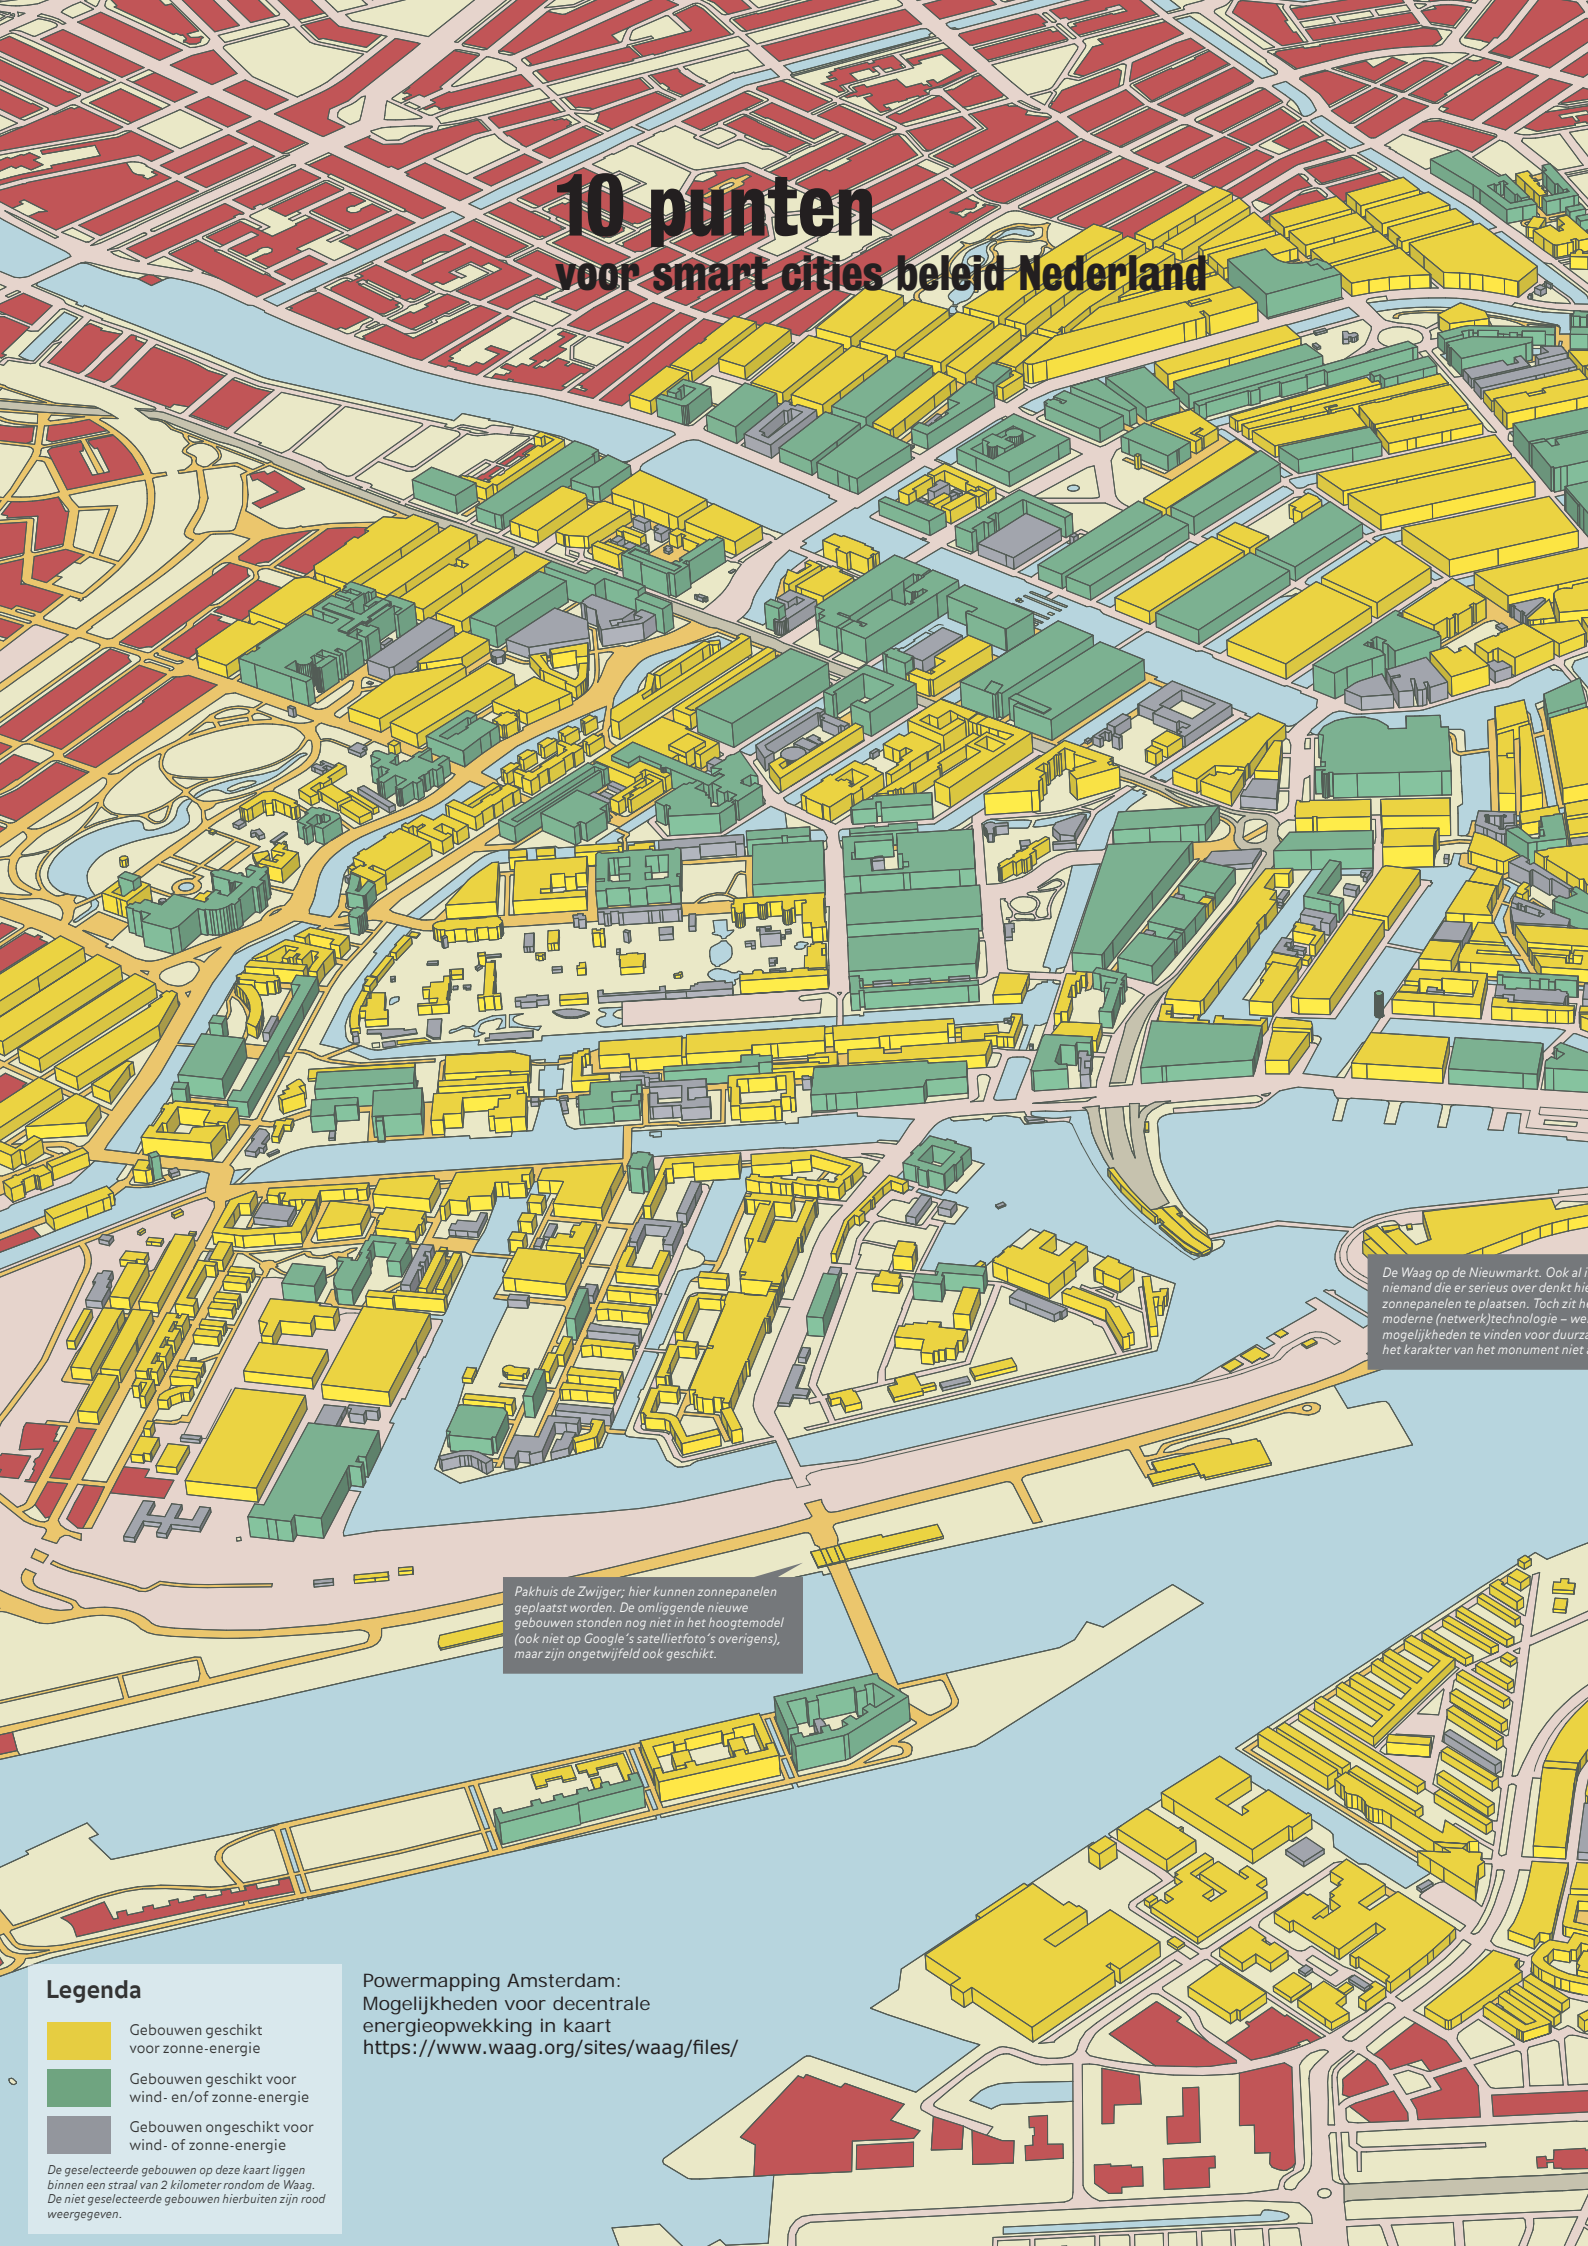 10 punten
voor smart cities beleid Nederland
De Waag op de Nieuwmarkt. Ook al
niemand die er serieus over denkt
zonnepanelen te plaatsen. Toch zit
moderne (netwerk)technologie –
mogelijkheden te vinden voor
het karakter van het monument niet
Pakhuis de Zwijger; hier kunnen zonnepanelen
geplaatst worden. De omliggende nieuwe
gebouwen stonden nog niet in het hoogtemodel
(ook niet op Google's satellietfoto's overigens),
maar zijn ongetwijfeld ook geschikt.
Legenda
Gebouwen geschikt
voor zonne-energie
Gebouwen geschikt voor
wind- en/of zonne-energie
Gebouwen ongeschikt voor
wind- of zonne-energie
De geselecteerde gebouwen op deze kaart liggen
binnen een straal van 2 kilometer rondom de Waag.
De niet geselecteerde gebouwen hierbuiten zijn rood
weergegeven.
Powermapping Amsterdam:
Mogelijkheden voor decentrale
energieopwekking in kaart
https://www.waag.org/sites/waag/files/